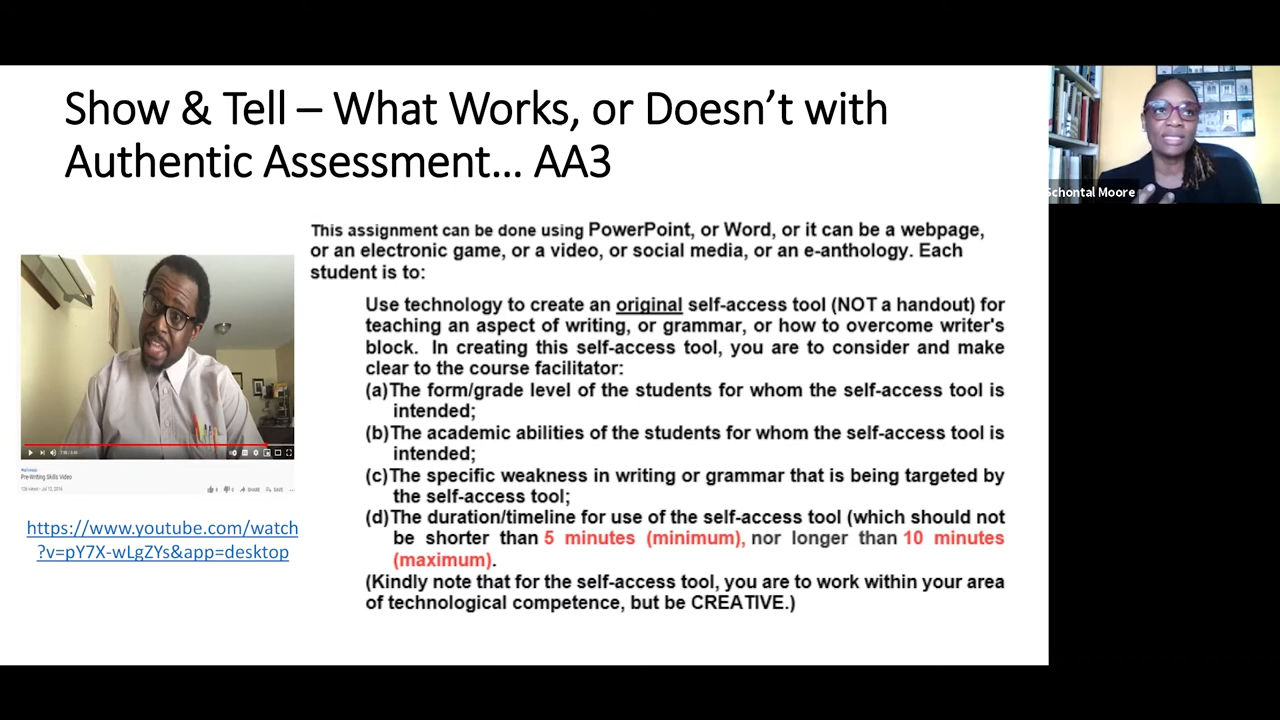 Show & Tell – What Works, or Doesn't with
Authentic Assessment... AA3
Schontal Moore
This assignment can be done using PowerPoint, or Word, or it can be a webpage,
or an electronic game, or a video, or social media, or an e-anthology. Each
student is to:
Use technology to create an original self-access tool (NOT a handout) for
teaching an aspect of writing, or grammar, or how to overcome writer's
block. In creating this self-access tool, you are to consider and make
clear to the course facilitator:
(a)The form/grade level of the students for whom the self-access tool is
intended;
(b)The academic abilities of the students for whom the self-access tool is
intended;
(c)The specific weakness in writing or grammar that is being targeted by
the self-access tool;
(d)The duration/timeline for use of the self-access tool (which should not
be shorter than 5 minutes (minimum), nor longer than 10 minutes
(maximum).
(Kindly note that for the self-access tool, you are to work within your area
of technological competence, but be CREATIVE.)
Pre-Writing Skills Video
SHARE SAVE
https://www.youtube.com/watch
?v=pY7X-wLgZYs&app=desktop